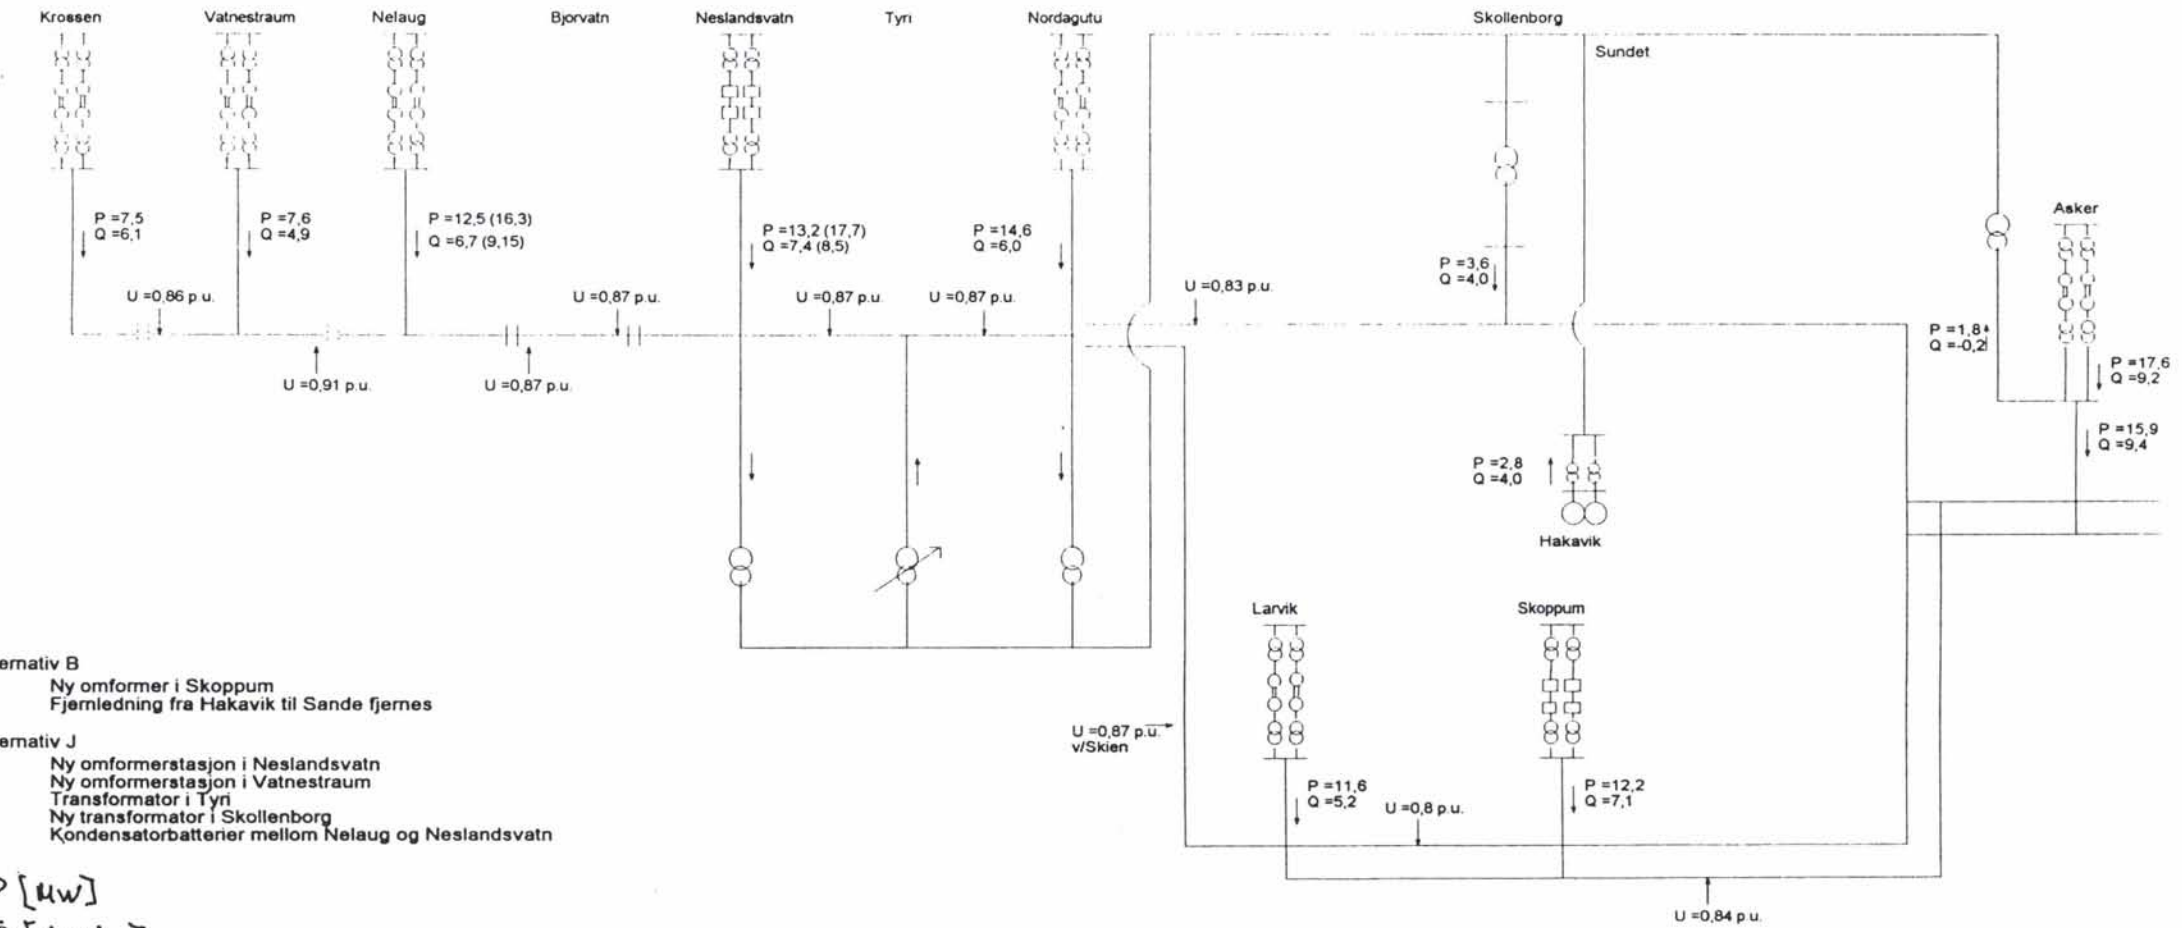 Krossen
Vatnestraum
Nelaug
Bjorvatn
Neslandsvatn
Tyri
Nordagutu
Skollenborg
Sundet
Asker
P =7,5
Q =6,1
P =7,6
Q =4,9
P =12,5 (16,3)
Q =6,7 (9,15)
P =13,2 (17,7)
Q =7,4 (8,5)
P =14,6
Q =6,0
P =3,6
Q =4,0
U =0,86 p.u.
U =0,87 p.u.
U =0,87 p.u.
U =0,87 p.u.
U =0,83 p.u.
U =0,91 p.u.
U =0,87 p.u.
P =1,8
Q =-0,2
P =17,6
Q =9,2
P =15,9
Q =9,4
P =2,8
Q =4,0
Hakavik
Larvik
Skoppum
ernativ B
Ny omformer i Skoppum
Fjernledning fra Hakavik til Sande fjernes
ernativ J
Ny omformerstasjon i Neslandsvatn
Ny omformerstasjon i Vatnestraum
Transformator i Tyri
Ny transformator i Skollenborg
Kondensatorbatterier mellom Nelaug og Neslandsvatn
U =0,87 p.u.
v/Skien
P =11,6
Q =5,2
U =0,8 p.u.
P =12,2
Q =7,1
U =0,84 p.u.
P [MW]